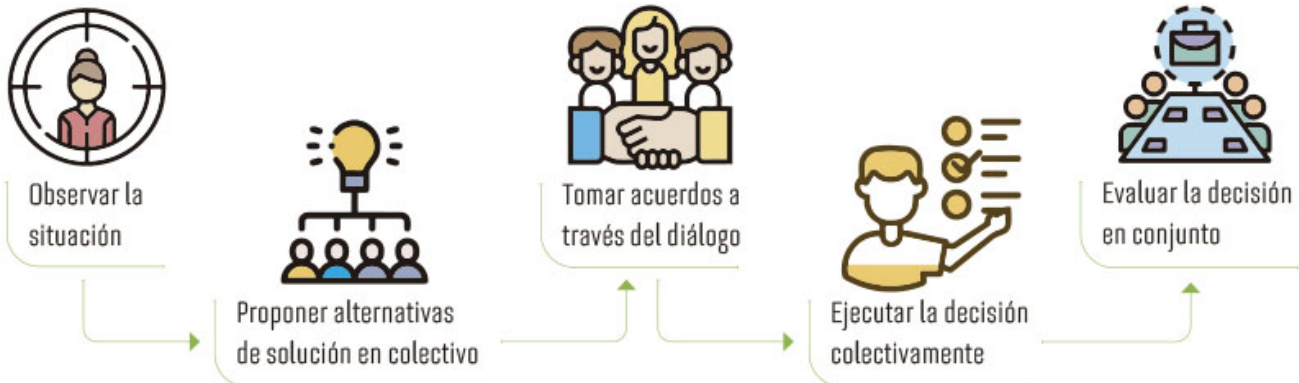 Observar la
situación
Proponer alternativas
de solución en colectivo
Tomar acuerdos a
través del diálogo
Ejecutar la decisión
colectivamente
Evaluar la decisión
en conjunto